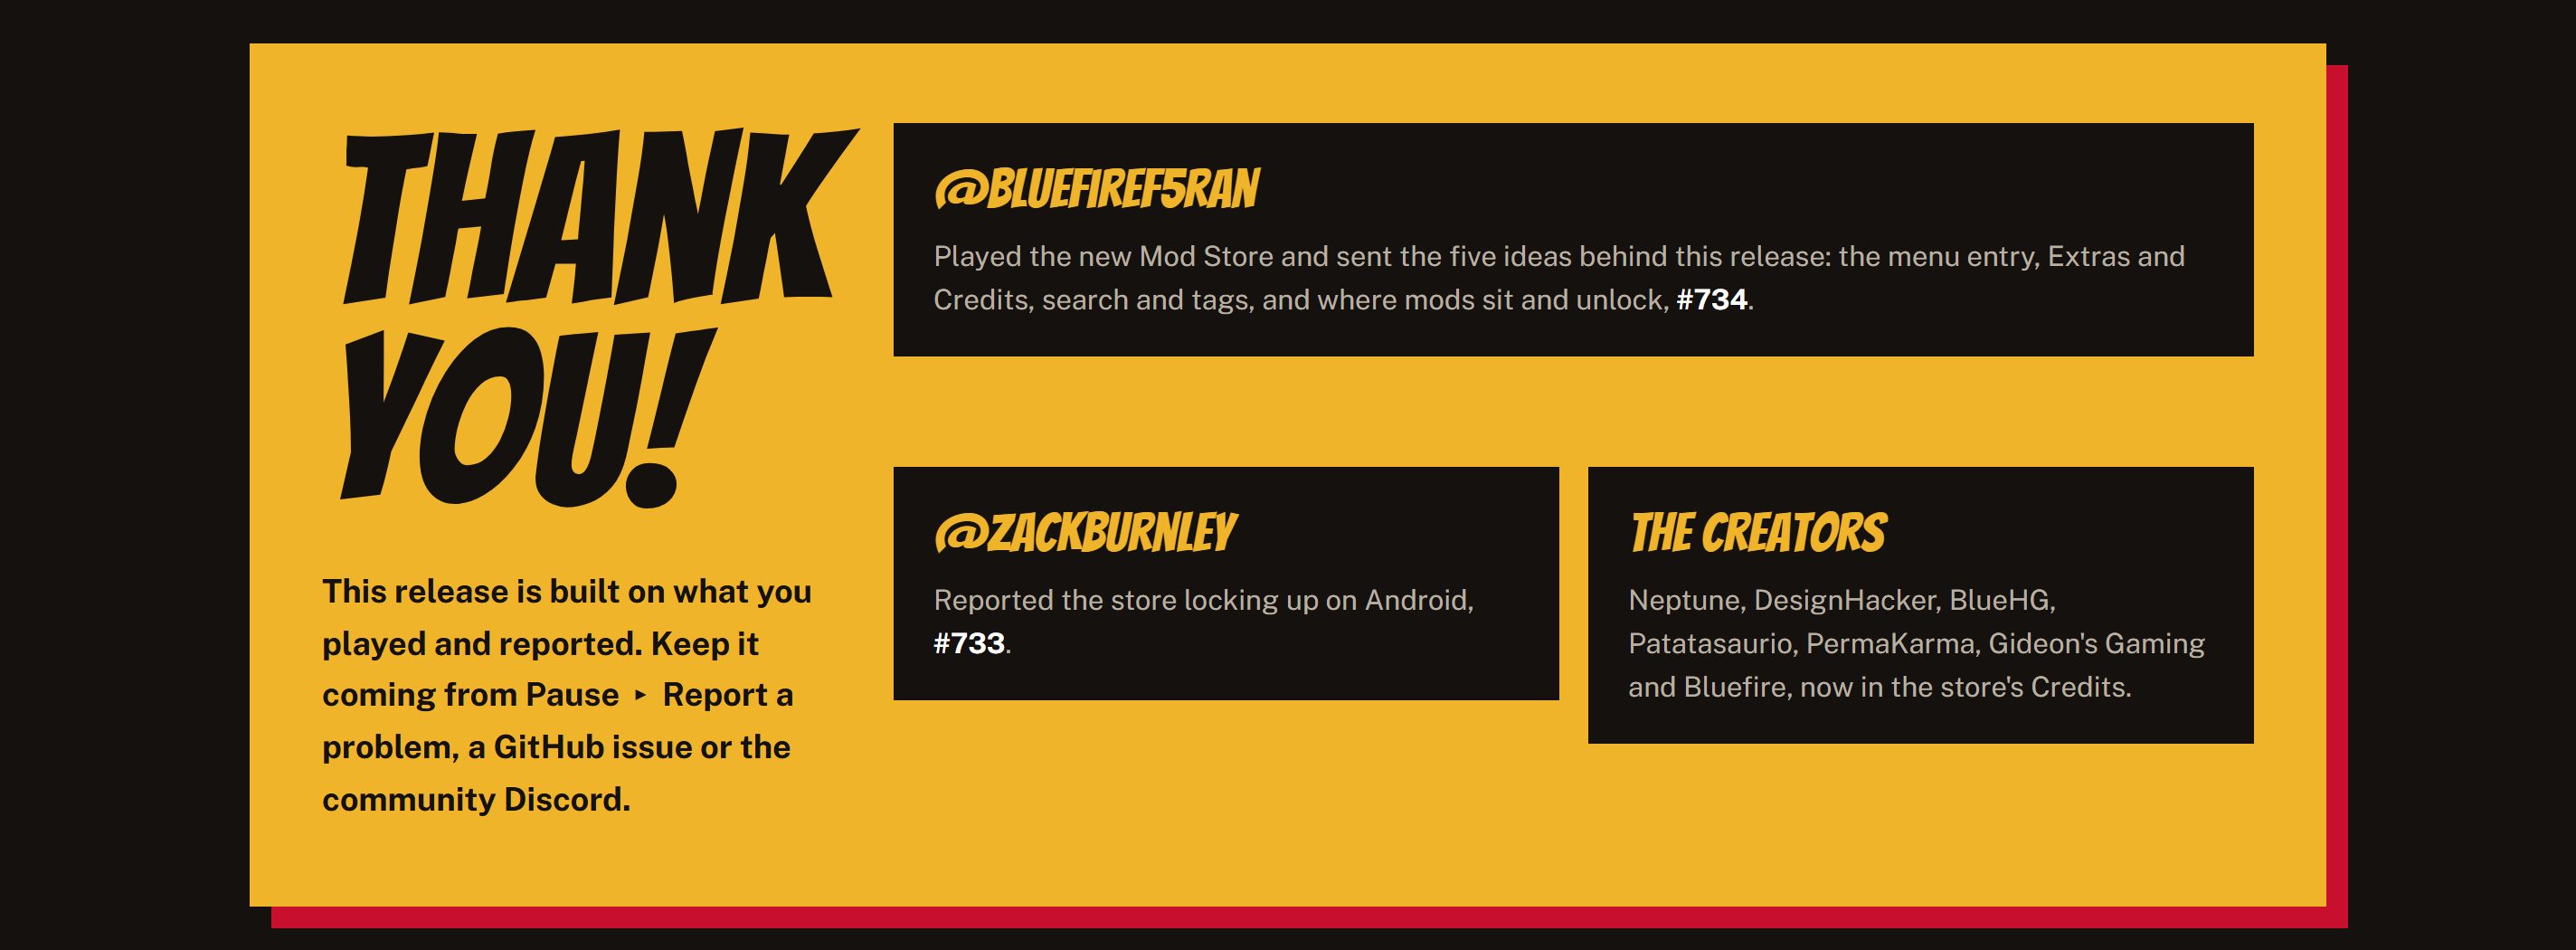 THANK
YOU!
This release is built on what you
played and reported. Keep it
coming from Pause ▸ Report a
problem, a GitHub issue or the
community Discord.
@BLUEFIREF5RAN
Played the new Mod Store and sent the five ideas behind this release: the menu entry, Extras and
Credits, search and tags, and where mods sit and unlock, #734.
@ZACKBURNLEY
Reported the store locking up on Android,
#733.
THE CREATORS
Neptune, DesignHacker, BlueHG,
Patatasaurio, PermaKarma, Gideon's Gaming
and Bluefire, now in the store's Credits.